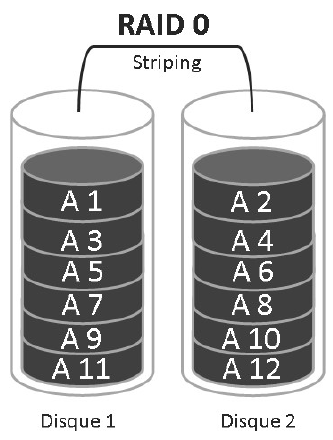 RAID 0
Striping
A 1
A 3
A 5
A 7
A 9
A 11
Disque 1
A 2
A 4
A 6
A 8
A 10
A 12
Disque 2